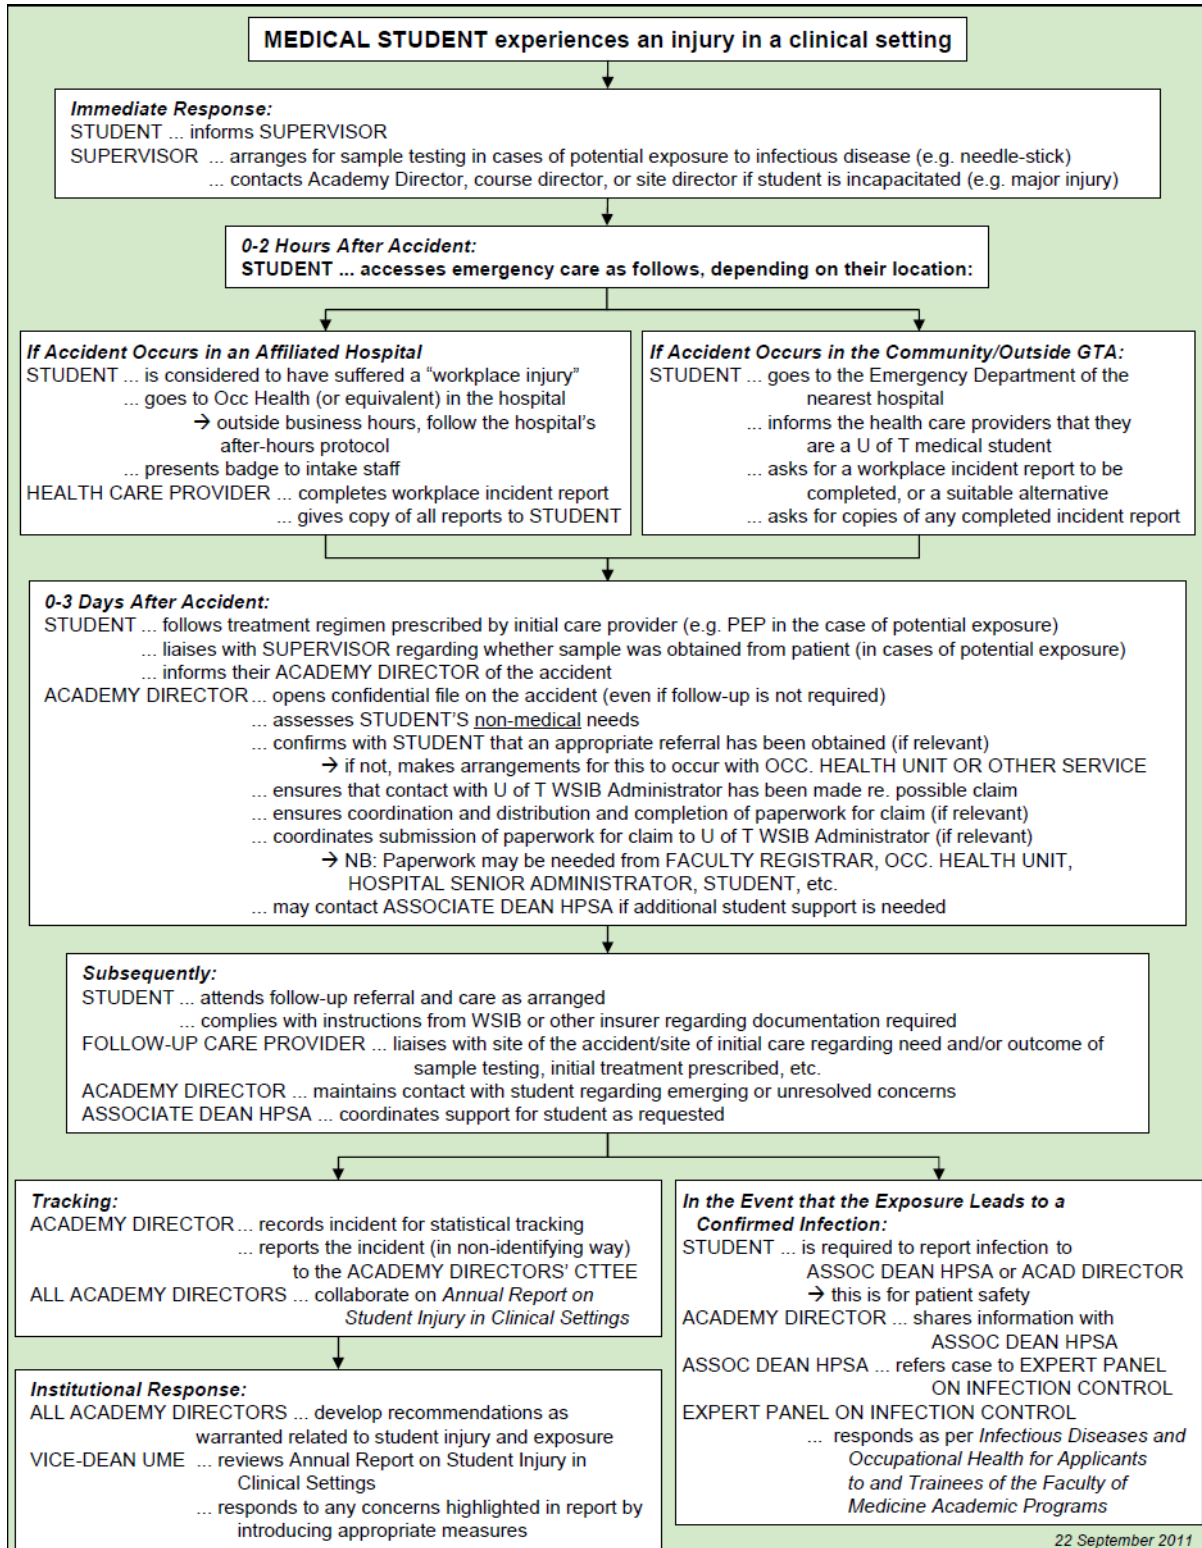 MEDICAL STUDENT experiences an injury in a clinical setting
Immediate Response:
STUDENT ... informs SUPERVISOR
SUPERVISOR ... arranges for sample testing in cases of potential exposure to infectious disease (e.g. needle-stick)
... contacts Academy Director, course director, or site director if student is incapacitated (e.g. major injury)
0-2 Hours After Accident:
STUDENT ... accesses emergency care as follows, depending on their location:
If Accident Occurs in an Affiliated Hospital
STUDENT ... is considered to have suffered a “workplace injury”
... goes to Occ Health (or equivalent) in the hospital
→ outside business hours, follow the hospital’s
after-hours protocol
... presents badge to intake staff
HEALTH CARE PROVIDER ... completes workplace incident report
... gives copy of all reports to STUDENT
If Accident Occurs in the Community/Outside GTA:
STUDENT ... goes to the Emergency Department of the
nearest hospital
... informs the health care providers that they
are a U of T medical student
... asks for a workplace incident report to be
completed, or a suitable alternative
... asks for copies of any completed incident report
0-3 Days After Accident:
STUDENT ... follows treatment regimen prescribed by initial care provider (e.g. PEP in the case of potential exposure)
... liaises with SUPERVISOR regarding whether sample was obtained from patient (in cases of potential exposure)
... informs their ACADEMY DIRECTOR of the accident
ACADEMY DIRECTOR ... opens confidential file on the accident (even if follow-up is not required)
... assesses STUDENT’S non-medical needs
... confirms with STUDENT that an appropriate referral has been obtained (if relevant)
→ if not, makes arrangements for this to occur with OCC. HEALTH UNIT OR OTHER SERVICE
... ensures that contact with U of T WSIB Administrator has been made re. possible claim
... ensures coordination and distribution and completion of paperwork for claim (if relevant)
... coordinates submission of paperwork for claim to U of T WSIB Administrator (if relevant)
→ NB: Paperwork may be needed from FACULTY REGISTRAR, OCC. HEALTH UNIT,
HOSPITAL SENIOR ADMINISTRATOR, STUDENT, etc.
... may contact ASSOCIATE DEAN HPSA if additional student support is needed
Subsequently:
STUDENT ... attends follow-up referral and care as arranged
... complies with instructions from WSIB or other insurer regarding documentation required
FOLLOW-UP CARE PROVIDER ... liaises with site of the accident/site of initial care regarding need and/or outcome of
sample testing, initial treatment prescribed, etc.
ACADEMY DIRECTOR ... maintains contact with student regarding emerging or unresolved concerns
ASSOCIATE DEAN HPSA ... coordinates support for student as requested
Tracking:
ACADEMY DIRECTOR ... records incident for statistical tracking
... reports the incident (in non-identifying way)
to the ACADEMY DIRECTORS’ CTTEE
ALL ACADEMY DIRECTORS ... collaborate on Annual Report on
Student Injury in Clinical Settings
Institutional Response:
ALL ACADEMY DIRECTORS ... develop recommendations as
warranted related to student injury and exposure
VICE-DEAN UME ... reviews Annual Report on Student Injury in
Clinical Settings
... responds to any concerns highlighted in report by
introducing appropriate measures
In the Event that the Exposure Leads to a
Confirmed Infection:
STUDENT ... is required to report infection to
ASSOC DEAN HPSA or ACAD DIRECTOR
→ this is for patient safety
ACADEMY DIRECTOR ... shares information with
ASSOC DEAN HPSA
ASSOC DEAN HPSA ... refers case to EXPERT PANEL
ON INFECTION CONTROL
EXPERT PANEL ON INFECTION CONTROL
... responds as per Infectious Diseases and
Occupational Health for Applicants
to and Trainees of the Faculty of
Medicine Academic Programs
22 September 2011